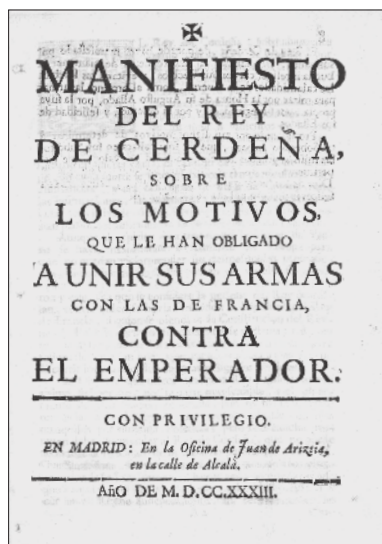 ✠
MANIFIESTO
DEL REY
DE CERDEÑA,
SOBRE
LOS MOTIVOS,
QUE LE HAN OBLIGADO
A UNIR SUS ARMAS
CON LAS DE FRANCIA,
CONTRA
EL EMPERADOR.
CON PRIVILEGIO.
EN MADRID: En la Oficina de Juan de Ariztia,
en la calle de Alcalà.
AñO DE M. D.CC.XXXIII.